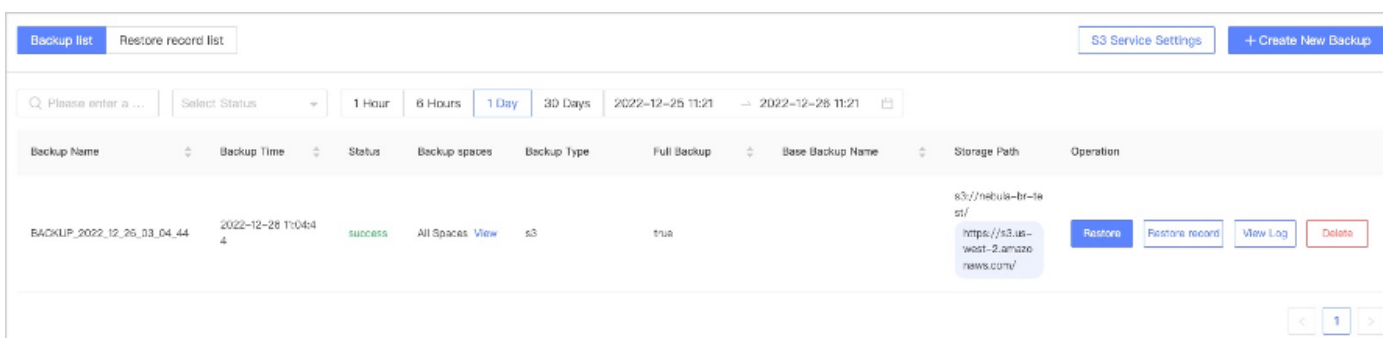 Backup list Restore record list S3 Service Settings + Create New Backup
Please enter a ... Select Status 1 Hour 6 Hours 1 Day 30 Days 2022-12-25 11:21 → 2022-12-26 11:21
Backup Name Backup Time Status Backup spaces Backup Type Full Backup Base Backup Name Storage Path Operation
s3://nebula-br-te
st/
BACKUP_2022_12_26_03_04_44 2022-12-26 11:04:4
4 success All Spaces View s3 true
https://s3.us-
west-2.amazo
naws.com/
Restore Restore record View Log Delete
< 1 >